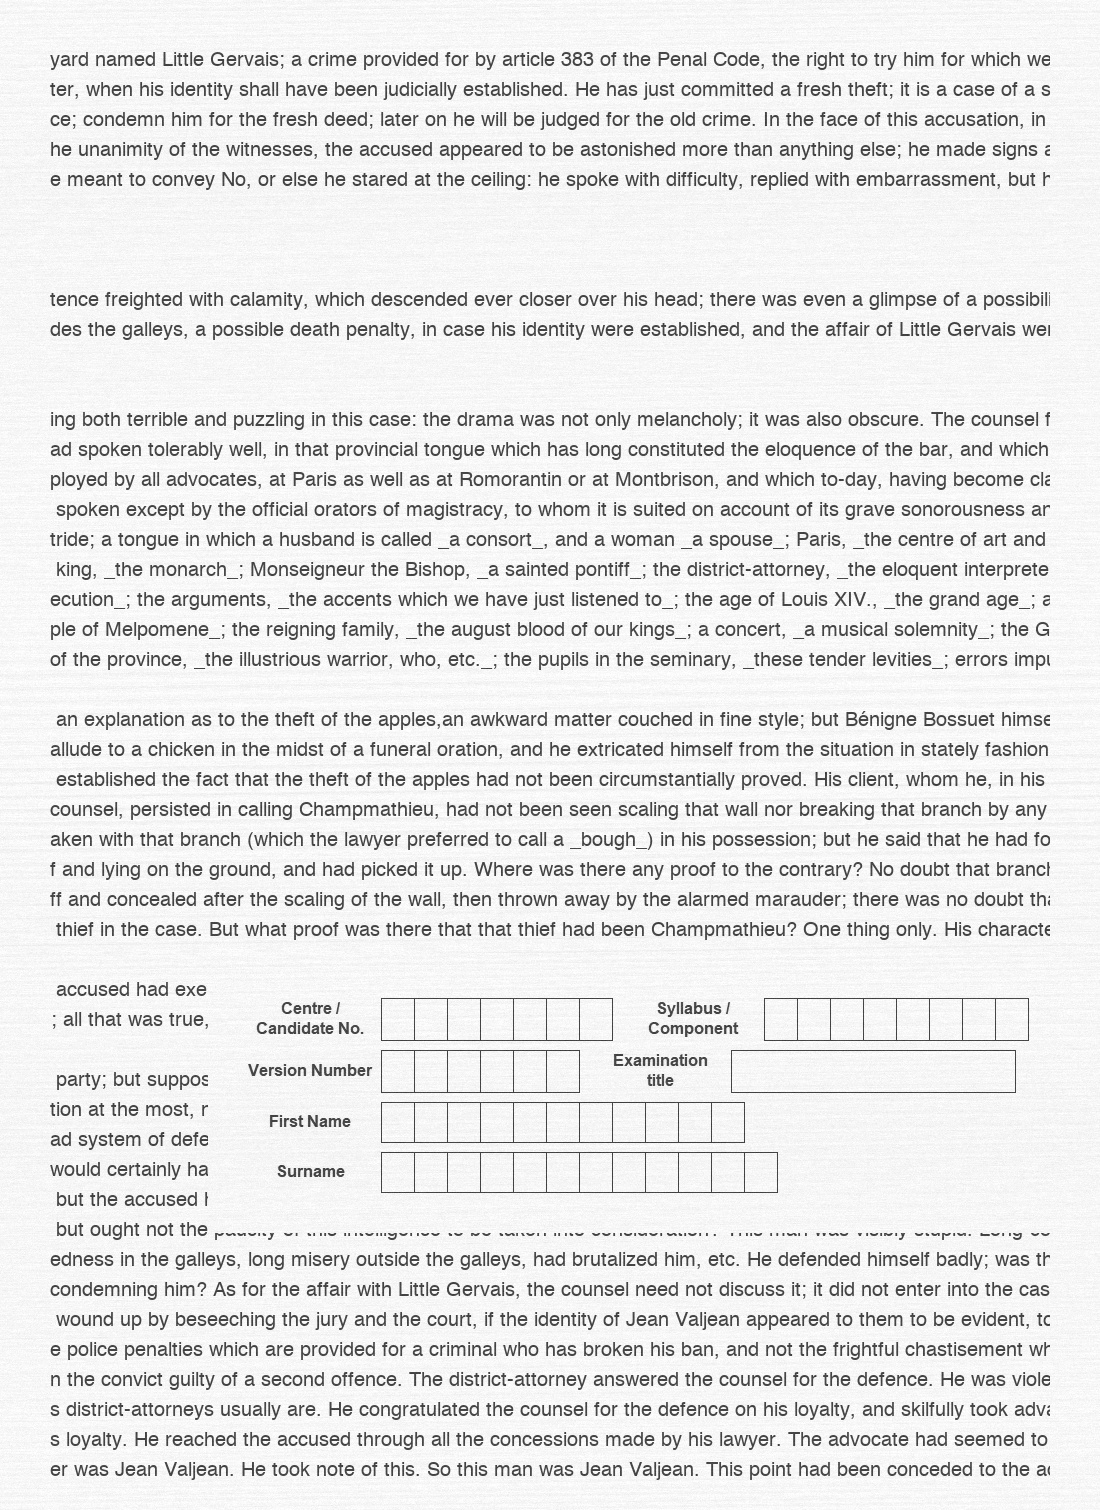 yard named Little Gervais; a crime provided for by article 383 of the Penal Code, the right to try him for which we
ter, when his identity shall have been judicially established. He has just committed a fresh theft; it is a case of a s
ce; condemn him for the fresh deed; later on he will be judged for the old crime. In the face of this accusation, in
he unanimity of the witnesses, the accused appeared to be astonished more than anything else; he made signs a
e meant to convey No, or else he stared at the ceiling: he spoke with difficulty, replied with embarrassment, but h
tence freighted with calamity, which descended ever closer over his head; there was even a glimpse of a possibili
des the galleys, a possible death penalty, in case his identity were established, and the affair of Little Gervais wer
ing both terrible and puzzling in this case: the drama was not only melancholy; it was also obscure. The counsel f
ad spoken tolerably well, in that provincial tongue which has long constituted the eloquence of the bar, and which
ployed by all advocates, at Paris as well as at Romorantin or at Montbrison, and which to-day, having become cla
spoken except by the official orators of magistracy, to whom it is suited on account of its grave sonorousness an
tride; a tongue in which a husband is called _a consort_, and a woman _a spouse_; Paris, _the centre of art and
king, _the monarch_; Monseigneur the Bishop, _a sainted pontiff_; the district-attorney, _the eloquent interprete
ecution_; the arguments, _the accents which we have just listened to_; the age of Louis XIV., _the grand age_; a
ple of Melpomene_; the reigning family, _the august blood of our kings_; a concert, _a musical solemnity_; the G
of the province, _the illustrious warrior, who, etc._; the pupils in the seminary, _these tender levities_; errors impu
an explanation as to the theft of the apples,an awkward matter couched in fine style; but Bénigne Bossuet himse
allude to a chicken in the midst of a funeral oration, and he extricated himself from the situation in stately fashion
established the fact that the theft of the apples had not been circumstantially proved. His client, whom he, in his
counsel, persisted in calling Champmathieu, had not been seen scaling that wall nor breaking that branch by any
aken with that branch (which the lawyer preferred to call a _bough_) in his possession; but he said that he had fo
f and lying on the ground, and had picked it up. Where was there any proof to the contrary? No doubt that branch
ff and concealed after the scaling of the wall, then thrown away by the alarmed marauder; there was no doubt tha
thief in the case. But what proof was there that that thief had been Champmathieu? One thing only. His characte
accused had exe
; all that was true,
Centre /
Candidate No.
Syllabus /
Component
Version Number
Examination
title
First Name
Surname
party; but suppos
tion at the most, r
ad system of defe
would certainly ha
but the accused h
but ought not the paucity of this intelligence to be taken into consideration? This man was visibly stupid. Long
edness in the galleys, long misery outside the galleys, had brutalized him, etc. He defended himself badly; was th
condemning him? As for the affair with Little Gervais, the counsel need not discuss it; it did not enter into the cas
wound up by beseeching the jury and the court, if the identity of Jean Valjean appeared to them to be evident, to
e police penalties which are provided for a criminal who has broken his ban, and not the frightful chastisement wh
n the convict guilty of a second offence. The district-attorney answered the counsel for the defence. He was viole
s district-attorneys usually are. He congratulated the counsel for the defence on his loyalty, and skilfully took adva
s loyalty. He reached the accused through all the concessions made by his lawyer. The advocate had seemed to
er was Jean Valjean. He took note of this. So this man was Jean Valjean. This point had been conceded to the ac